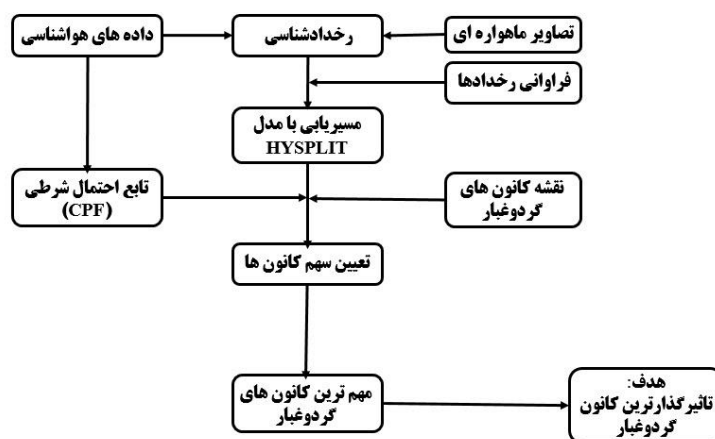 تصاویر ماهواره ای
رخدادشناسی
داده های هواشناسی
فراوانی رخدادها
مسیریابی با مدل
HYSPLIT
نقشه کانون های
گردوغبار
تابع احتمال شرطی
(CPF)
تعیین سهم کانون ها
مهم ترین کانون های
گردوغبار
هدف:
تاثیرگذارترین کانون
گردوغبار